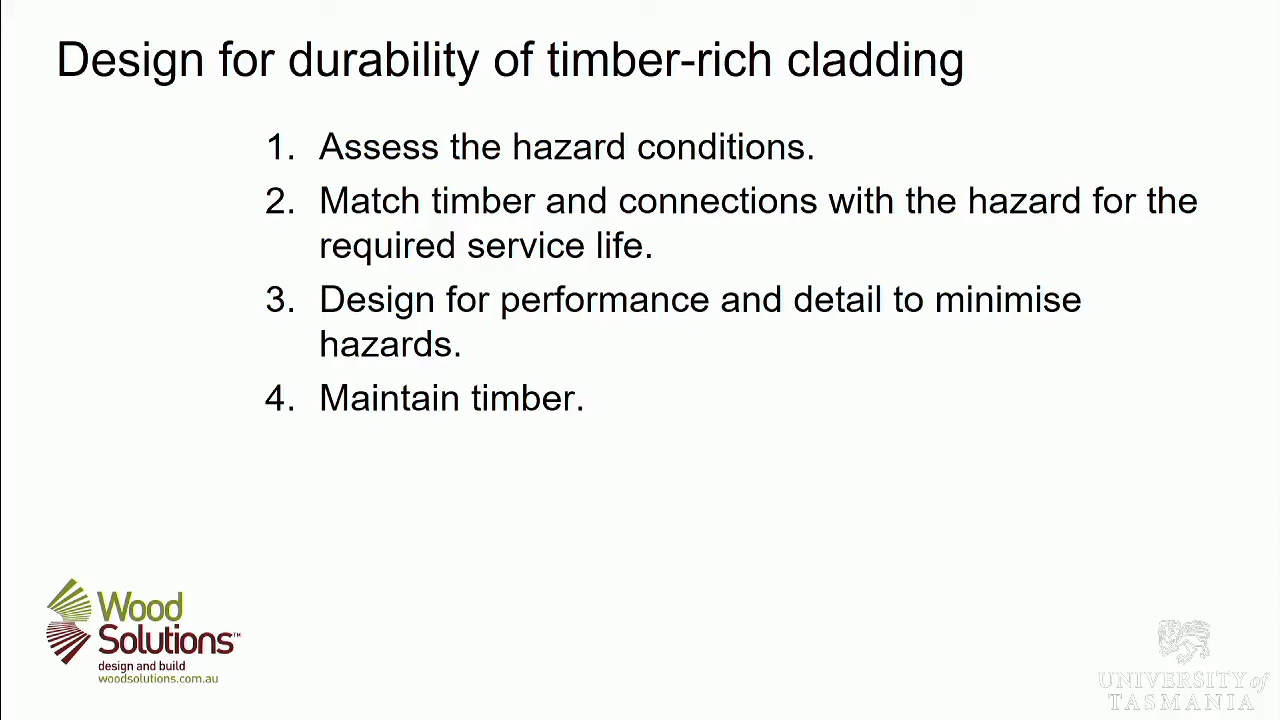 Design for durability of timber-rich cladding
1. Assess the hazard conditions.
2. Match timber and connections with the hazard for the
required service life.
3. Design for performance and detail to minimise
hazards.
4. Maintain timber.
Wood
Solutions™
design and build
woodsolutions.com.au
UNIVERSITY of
TASMANIA